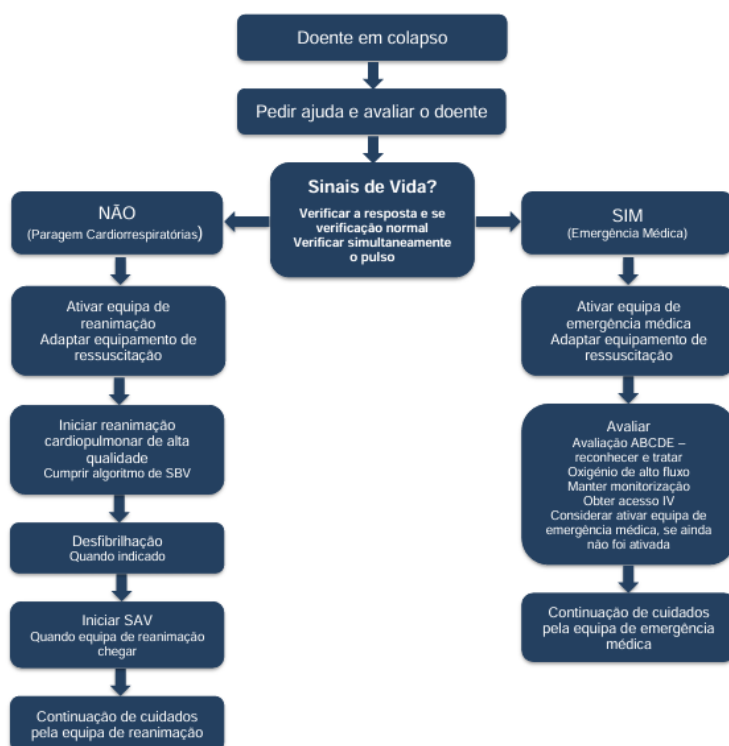 Doente em colapso
Pedir ajuda e avaliar o doente
Sinais de Vida?
Verificar a resposta e se
verificação normal
Verificar simultaneamente
o pulso
NÃO
(Paragem Cardiorrespiratórias)
Ativar equipa de
reanimação
Adaptar equipamento de
ressuscitação
Iniciar reanimação
cardiopulmonar de alta
qualidade
Cumprir algoritmo de SBV
Desfibrilhação
Quando indicado
Iniciar SAV
Quando equipa de reanimação
chegar
Continuação de cuidados
pela equipa de reanimação
SIM
(Emergência Médica)
Ativar equipa de
emergência médica
Adaptar equipamento de
ressuscitação
Avaliar
Avaliação ABCDE –
reconhecer e tratar
Oxigénio de alto fluxo
Manter monitorização
Obter acesso IV
Considerar ativar equipa de
emergência médica, se ainda
não foi ativada
Continuação de cuidados
pela equipa de emergência
médica